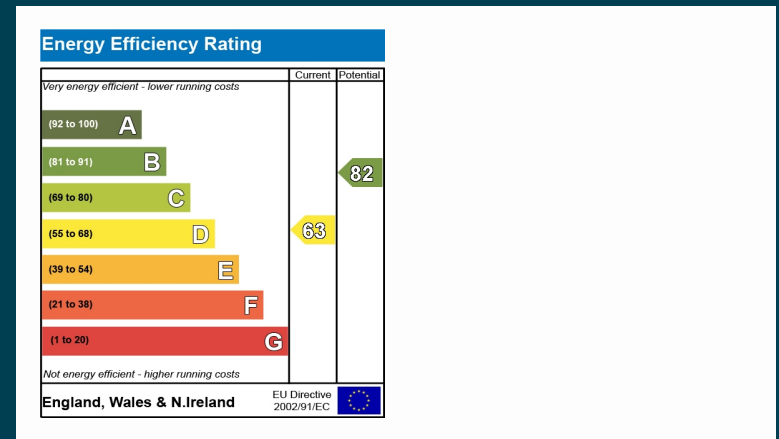 Energy Efficiency Rating
Current Potential
Very energy efficient - lower running costs
(92 to 100) A
(81 to 91) B
82
(69 to 80) C
(55 to 68) D
63
(39 to 54) E
(21 to 38) F
(1 to 20) G
Not energy efficient - higher running costs
England, Wales & N.Ireland
EU Directive
2002/91/EC